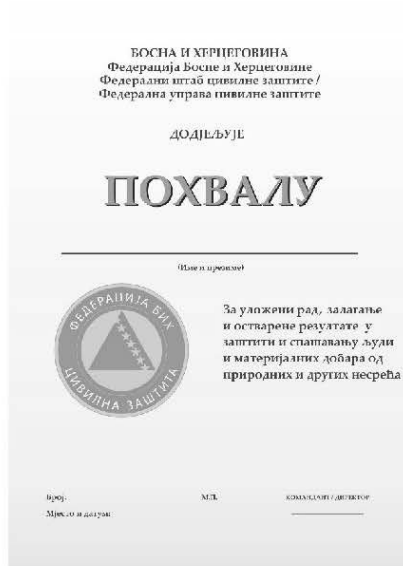 БОСНА И ХЕРЦЕГОВИНА
Федерација Босне и Херцеговине
Федерални штаб цивилне заштите /
Федерална управа цивилне заштите
ДОДЈЕЉУЈЕ
ПОХВАЛУ
(Име и презиме)
ФЕДЕРАЦИЈА БИХ
ЦИВИЛНА ЗАШТИТА
За уложени рад, залагање
и остварене резултате у
заштити и спашавању људи
и материјалних добара од
природних и других несрећа
Број:
М.П.
КОМАНДАНТ / ДИРЕКТОР
Мјесто и датум: